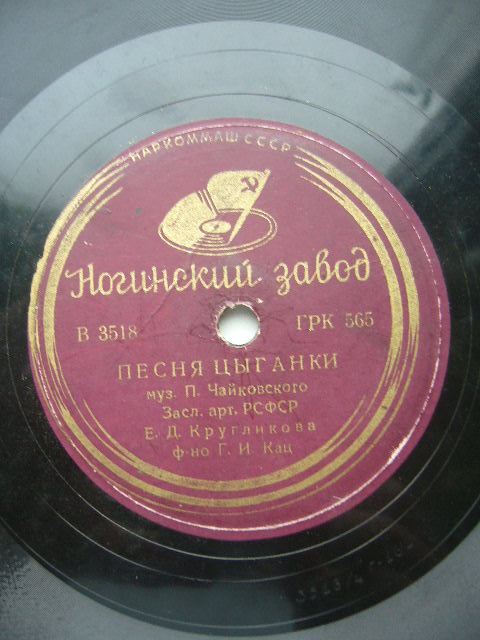 НАРКОММАШ СССР
Ногинский завод
В 3518 ГРК 565
ПЕСНЯ ЦЫГАНКИ
муз. П. Чайковского
Засл. арт. РСФСР
Е. Д. Кругликова
ф-но Г. И. Кац